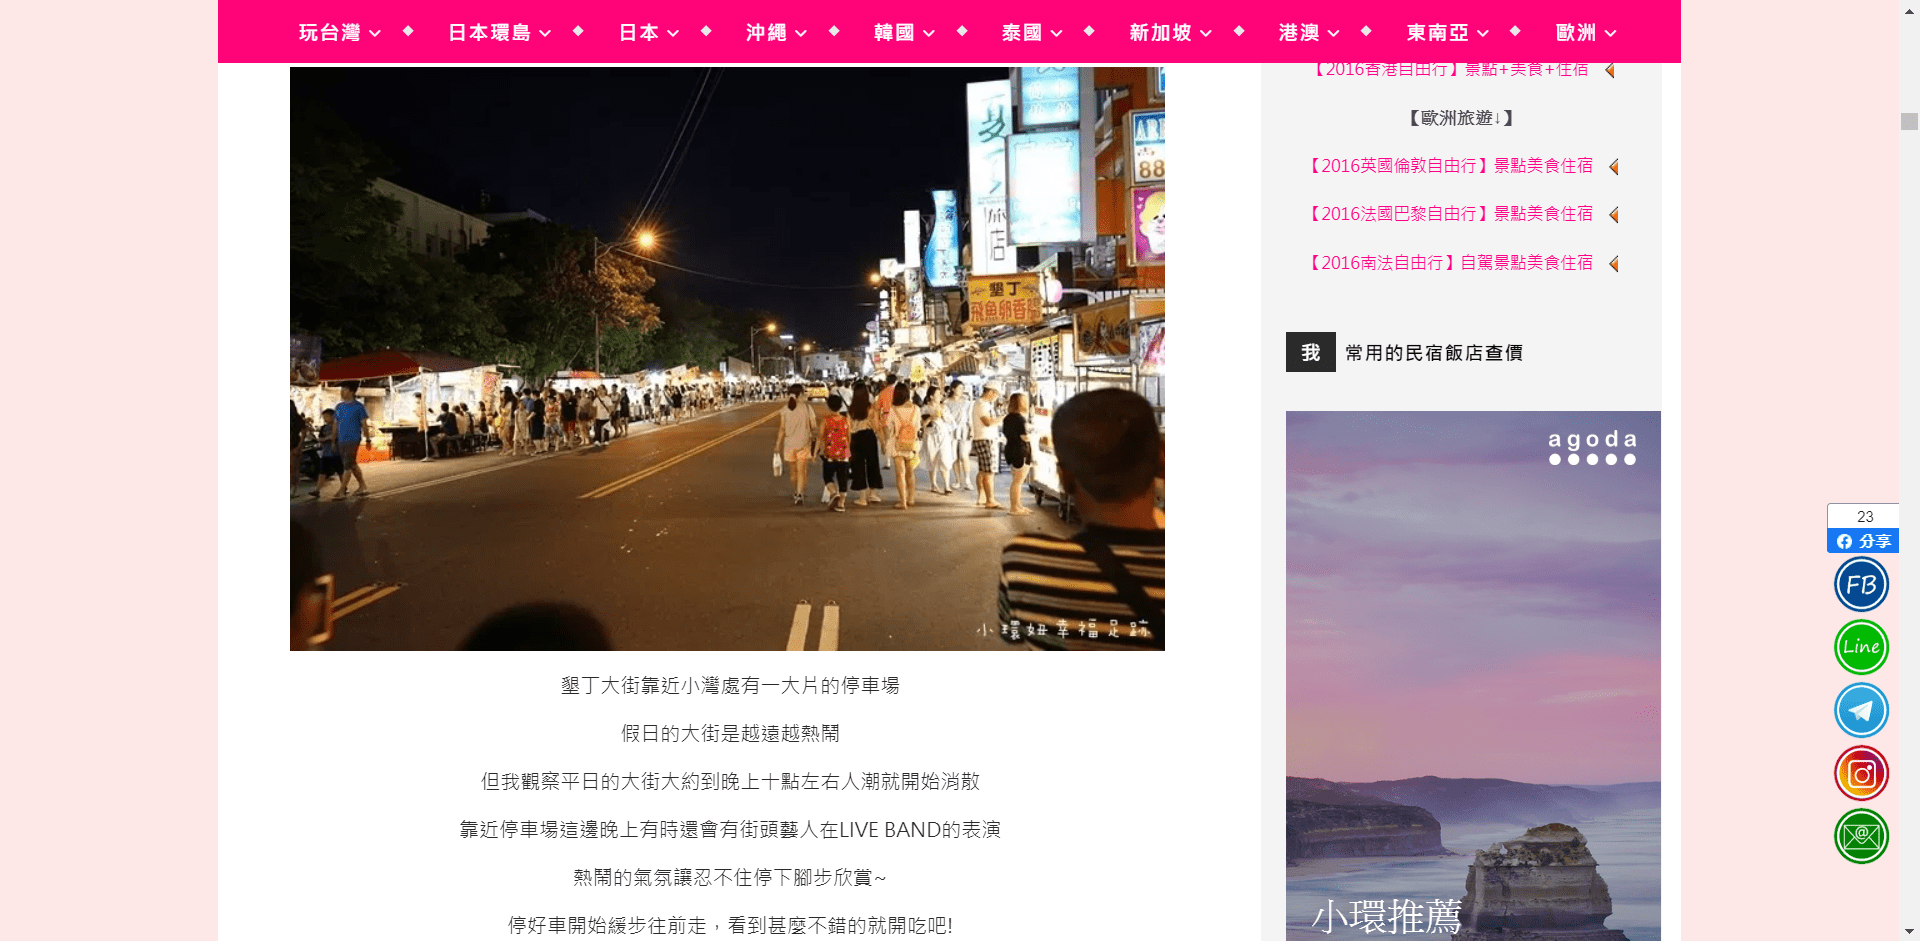 玩台灣
日本環島
日本
沖繩
韓國
泰國
新加坡
港澳
東南亞
歐洲
旅店
墾丁
飛魚卵香腸
88
小環妞幸福足跡
墾丁大街靠近小灣處有一大片的停車場
假日的大街是越遠越熱鬧
但我觀察平日的大街大約到晚上十點左右人潮就開始消散
靠近停車場這邊晚上有時還會有街頭藝人在LIVE BAND的表演
熱鬧的氣氛讓忍不住停下腳步欣賞~
停好車開始緩步往前走，看到甚麼不錯的就開吃吧!
【2016香港自由行】景點+美食+住宿
【歐洲旅遊↓】
【2016英國倫敦自由行】景點美食住宿
【2016法國巴黎自由行】景點美食住宿
【2016南法自由行】自駕景點美食住宿
我 常用的民宿飯店查價
agoda
小環推薦
23
分享
FB
Line
@